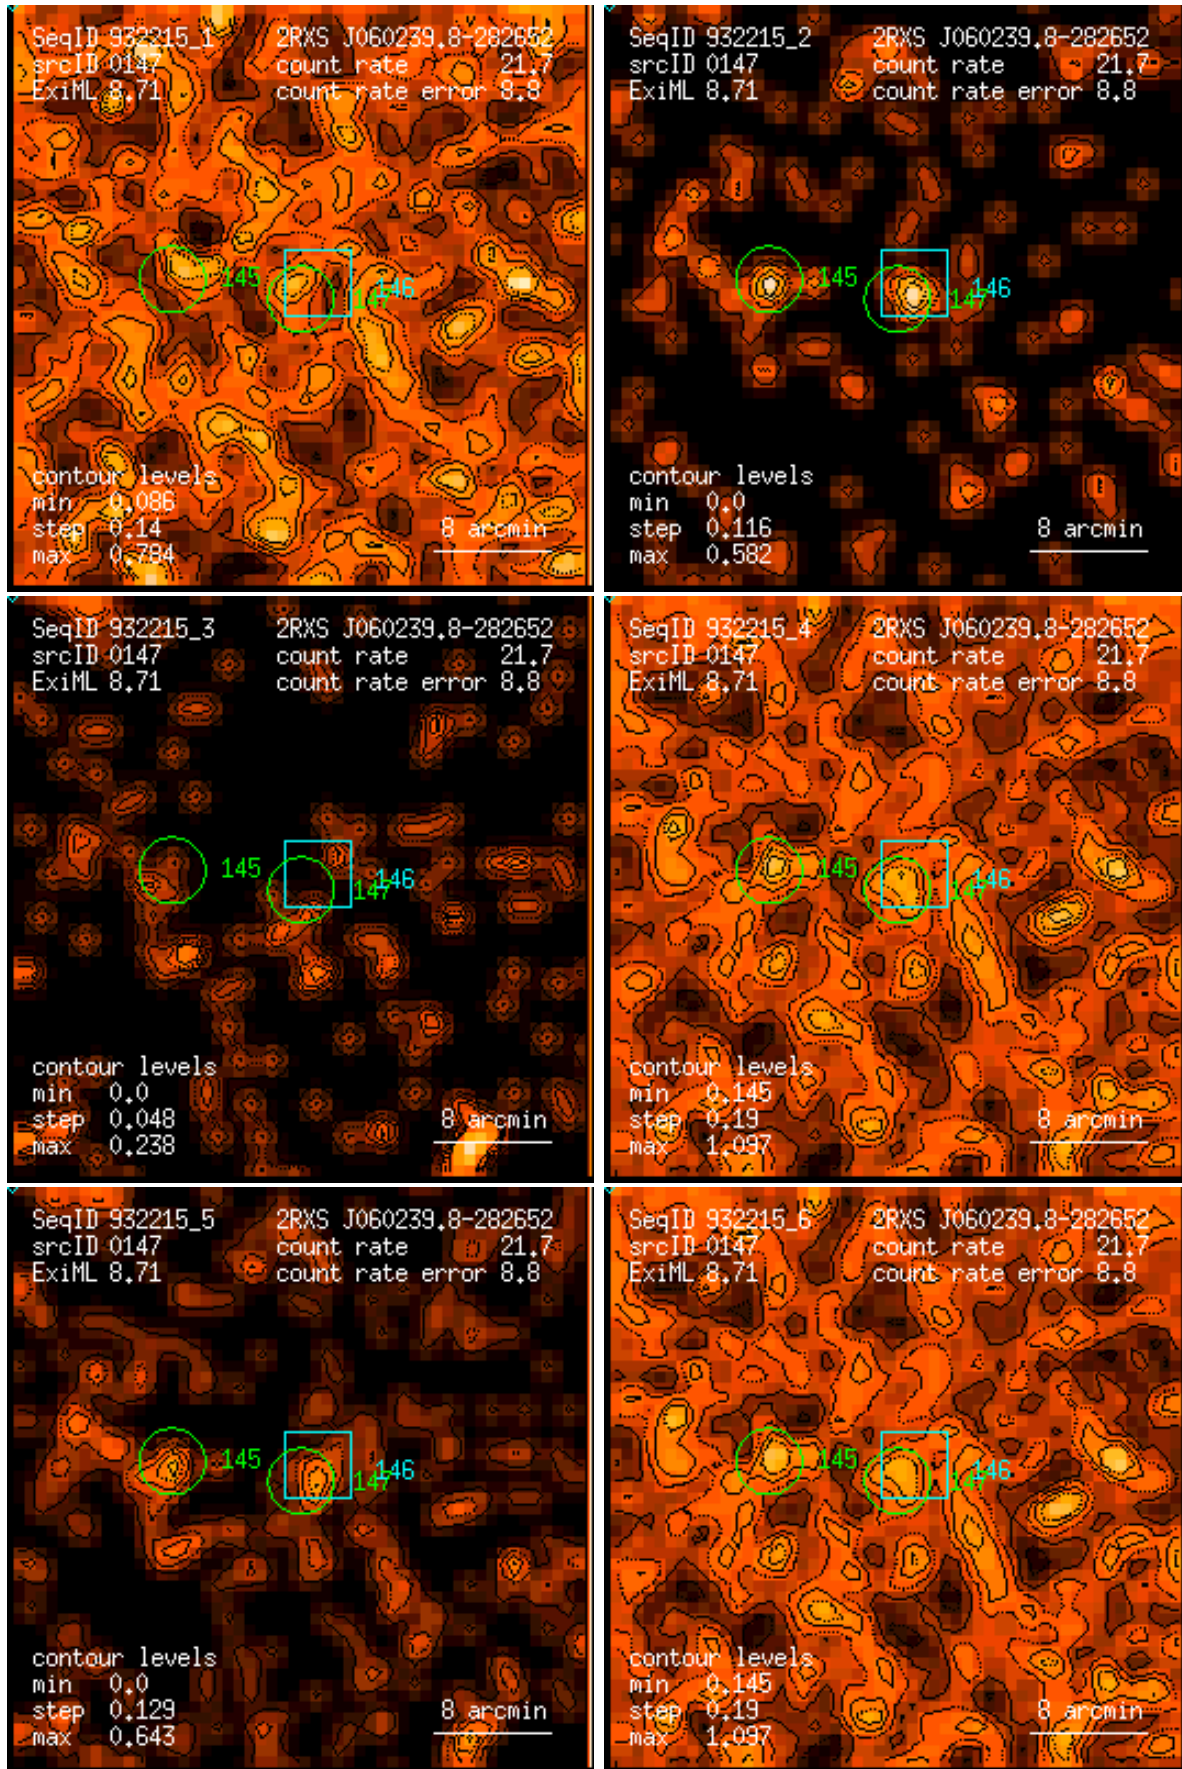 SeqID 932215_1 2RXS J060239.8-282652
srcID 0147 count rate 21.7
ExiML 8.71 count rate error 8.8
145
147
146
contour levels
min 0.086
step 0.14
max 0.784
8 arcmin
SeqID 932215_2 2RXS J060239.8-282652
srcID 0147 count rate 21.7
ExiML 8.71 count rate error 8.8
145
147
146
contour levels
min 0.0
step 0.116
max 0.582
8 arcmin
SeqID 932215_3 2RXS J060239.8-282652
srcID 0147 count rate 21.7
ExiML 8.71 count rate error 8.8
145
147
146
contour levels
min 0.0
step 0.048
max 0.238
8 arcmin
SeqID 932215_4 2RXS J060239.8-282652
srcID 0147 count rate 21.7
ExiML 8.71 count rate error 8.8
145
147
146
contour levels
min 0.145
step 0.19
max 1.097
8 arcmin
SeqID 932215_5 2RXS J060239.8-282652
srcID 0147 count rate 21.7
ExiML 8.71 count rate error 8.8
145
147
146
contour levels
min 0.0
step 0.129
max 0.643
8 arcmin
SeqID 932215_6 2RXS J060239.8-282652
srcID 0147 count rate 21.7
ExiML 8.71 count rate error 8.8
145
147
146
contour levels
min 0.145
step 0.19
max 1.097
8 arcmin